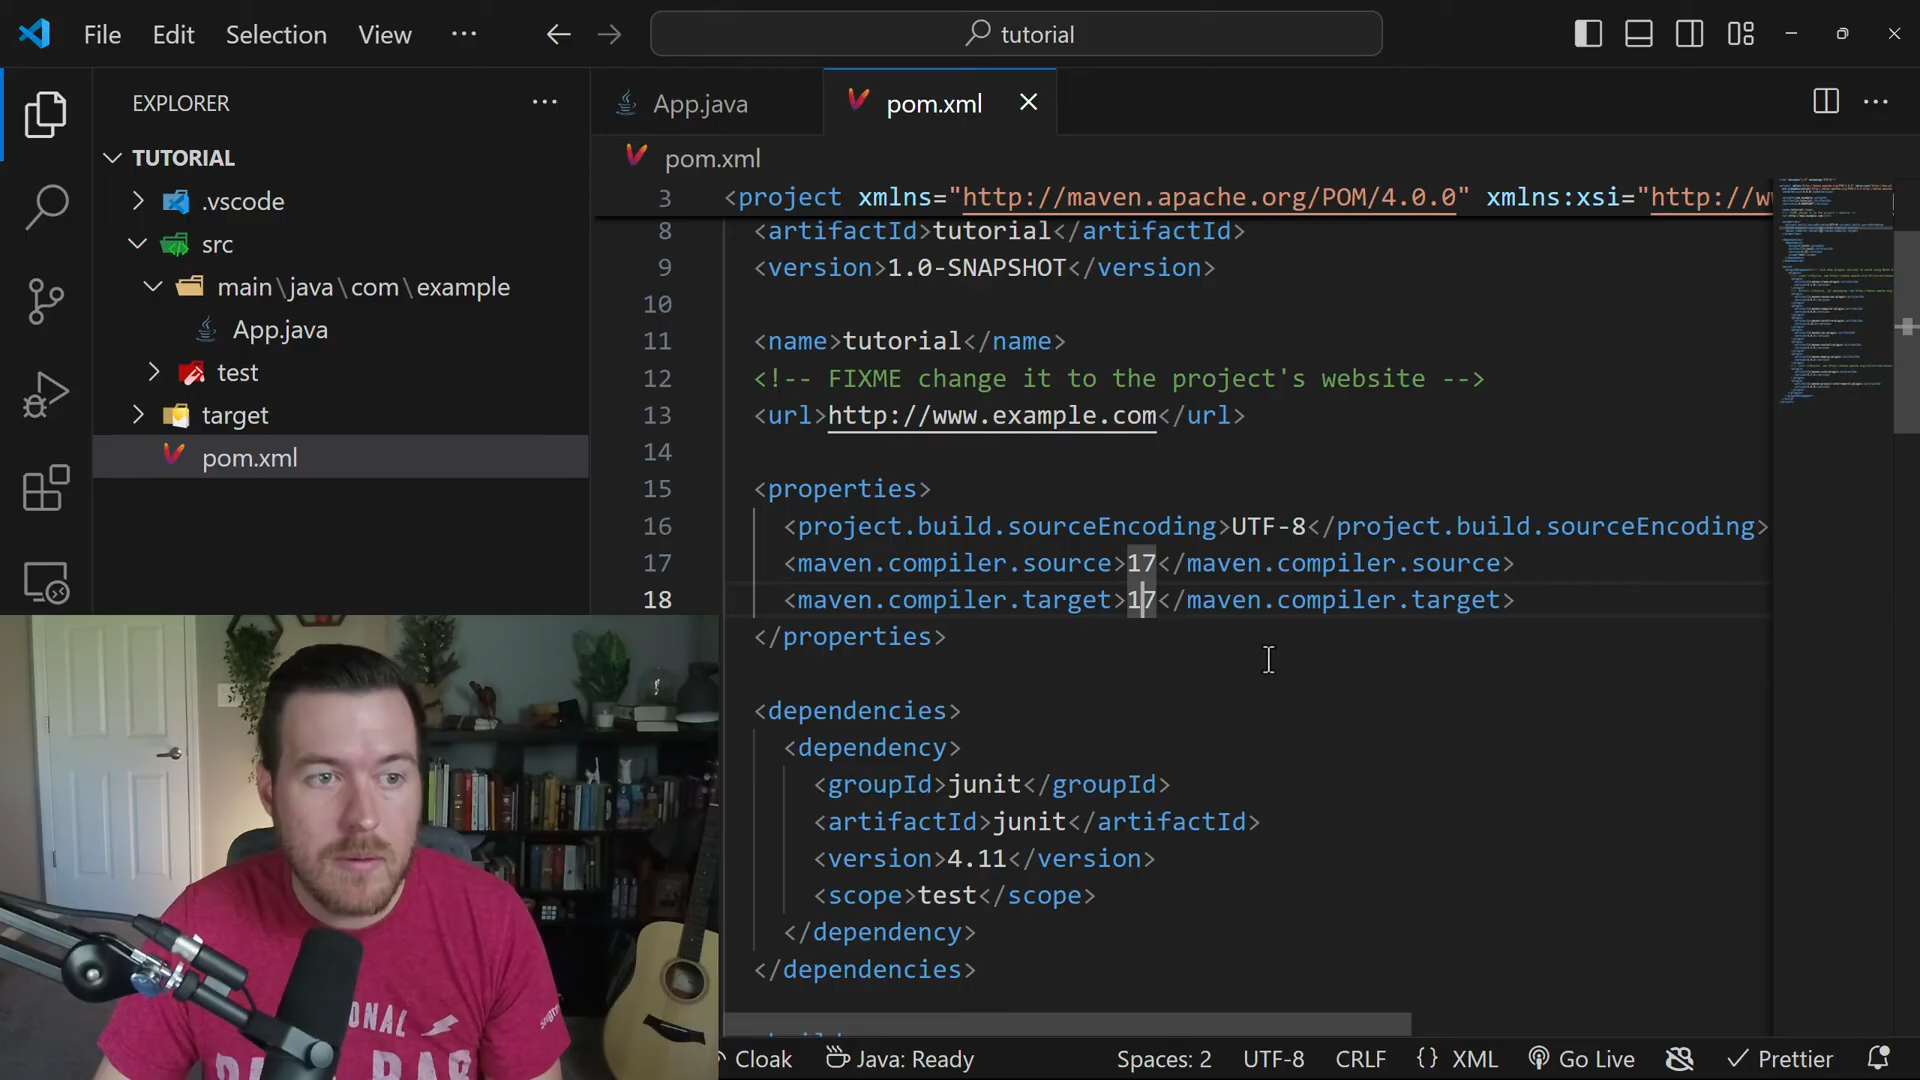 File Edit Selection View ··· tutorial
EXPLORER ···
App.java pom.xml ···
TUTORIAL
.vscode
src
main\java\com\example
App.java
test
target
pom.xml
pom.xml
3 <project xmlns="http://maven.apache.org/POM/4.0.0" xmlns:xsi="http://w
8 <artifactId>tutorial</artifactId>
9 <version>1.0-SNAPSHOT</version>
10
11 <name>tutorial</name>
12 <!-- FIXME change it to the project's website -->
13 <url>http://www.example.com</url>
14
15 <properties>
16 <project.build.sourceEncoding>UTF-8</project.build.sourceEncoding>
17 <maven.compiler.source>17</maven.compiler.source>
18 <maven.compiler.target>17</maven.compiler.target>
</properties>
<dependencies>
<dependency>
<groupId>junit</groupId>
<artifactId>junit</artifactId>
<version>4.11</version>
<scope>test</scope>
</dependency>
</dependencies>
Cloak Java: Ready Spaces: 2 UTF-8 CRLF {} XML Go Live Prettier